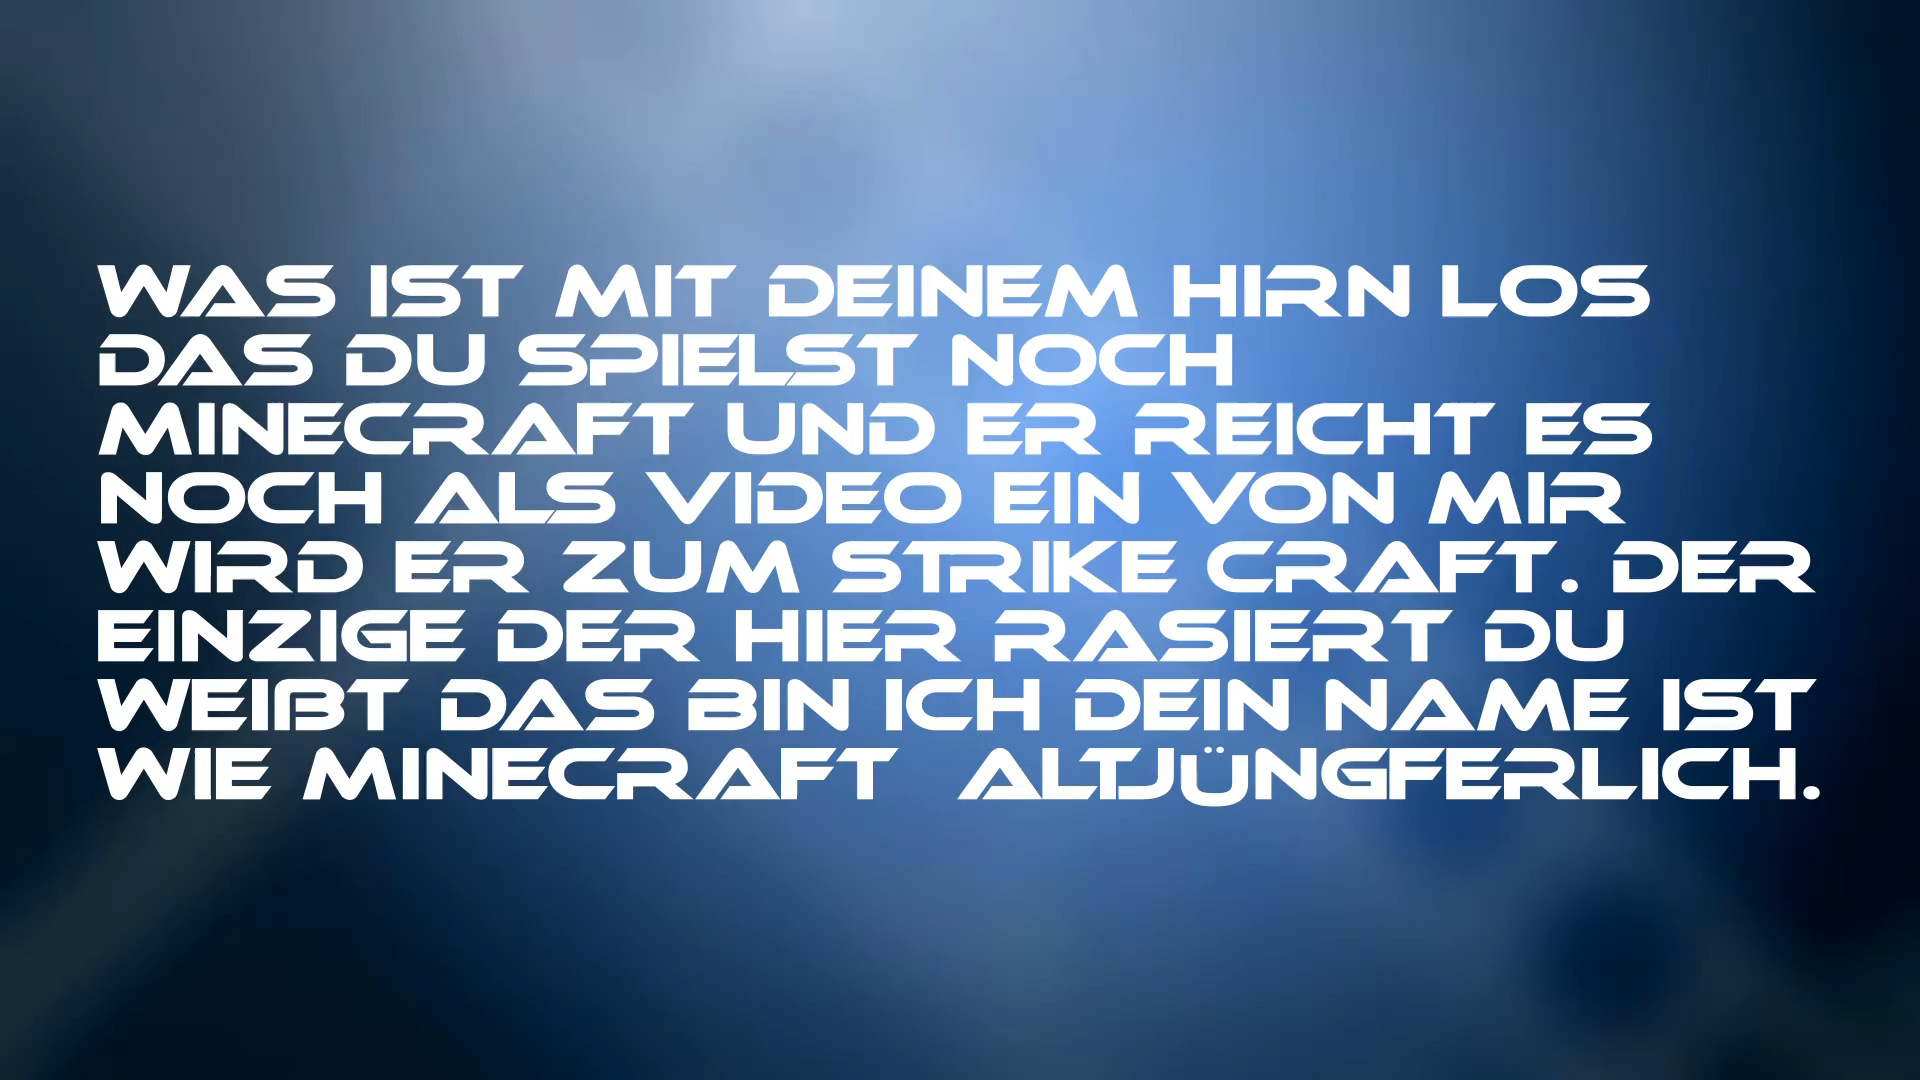 WAS IST MIT DEINEM HIRN LOS
DAS DU SPIELST NOCH
MINECRAFT UND ER REICHT ES
NOCH ALS VIDEO EIN VON MIR
WIRD ER ZUM STRIKE CRAFT. DER
EINZIGE DER HIER RASIERT DU
WEIßT DAS BIN ICH DEIN NAME IST
WIE MINECRAFT  ALTJÜNGFERLICH.